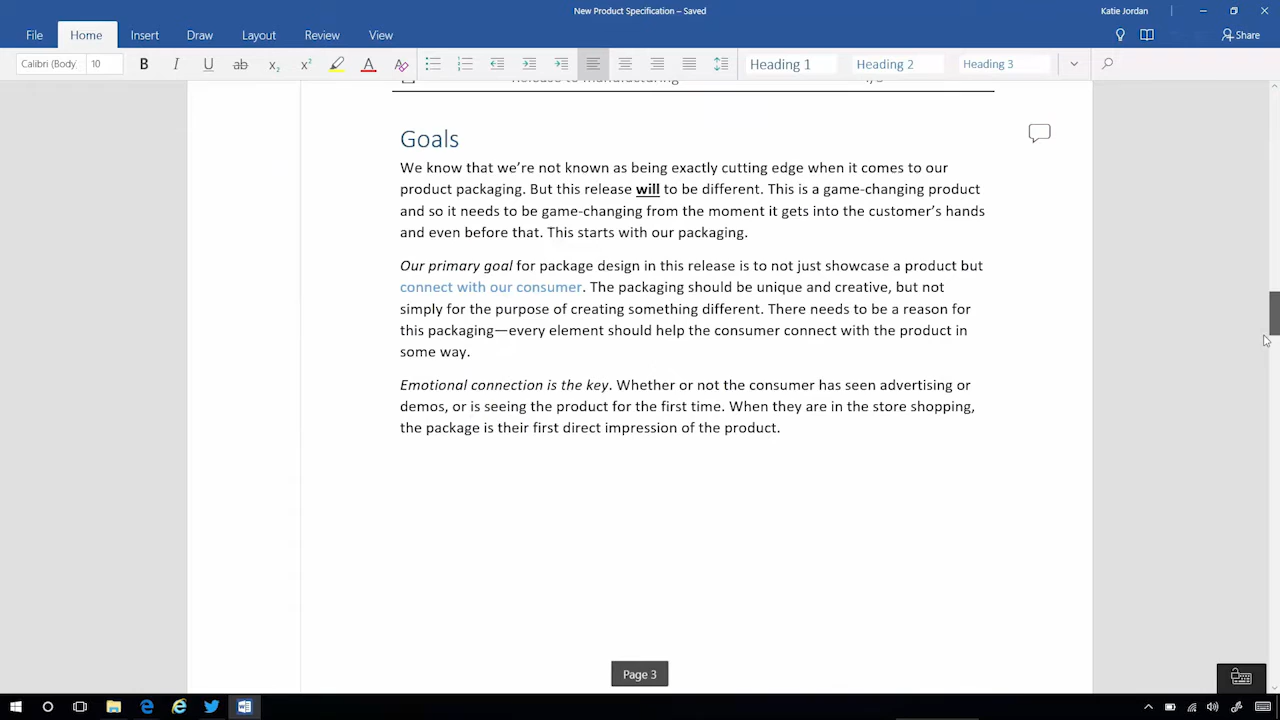 New Product Specification – Saved
Katie Jordan
File Home Insert Draw Layout Review View
Share
Calibri (Body 10 B I U ab x₂ x² A A Heading 1 Heading 2 Heading 3
Release to manufacturing
Goals
We know that we're not known as being exactly cutting edge when it comes to our
product packaging. But this release will to be different. This is a game-changing product
and so it needs to be game-changing from the moment it gets into the customer's hands
and even before that. This starts with our packaging.
Our primary goal for package design in this release is to not just showcase a product but
connect with our consumer. The packaging should be unique and creative, but not
simply for the purpose of creating something different. There needs to be a reason for
this packaging—every element should help the consumer connect with the product in
some way.
Emotional connection is the key. Whether or not the consumer has seen advertising or
demos, or is seeing the product for the first time. When they are in the store shopping,
the package is their first direct impression of the product.
Page 3